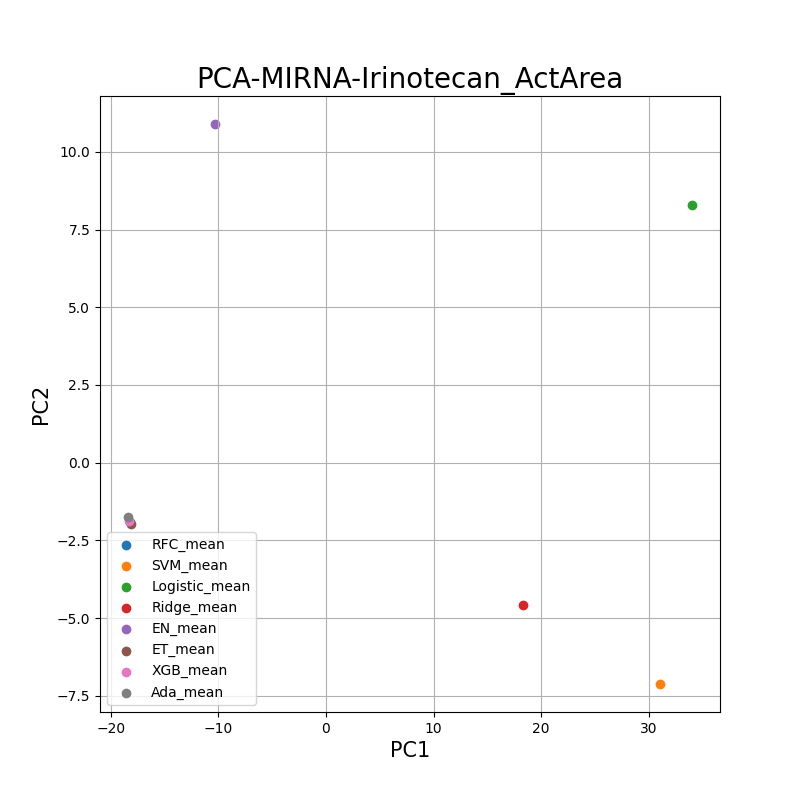 PCA-MIRNA-Irinotecan_ActArea
10.0
7.5
5.0
2.5
0.0
−2.5
−5.0
−7.5
PC2
RFC_mean
SVM_mean
Logistic_mean
Ridge_mean
EN_mean
ET_mean
XGB_mean
Ada_mean
−20
−10
0
10
20
30
PC1